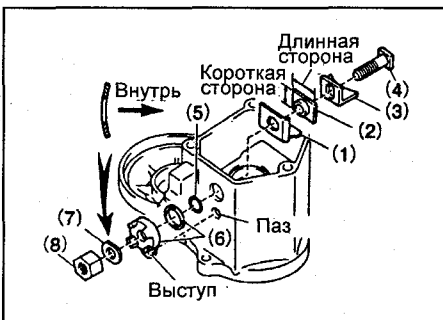 Длинная
сторона
Короткая
сторона
Внутрь
(4)
(3)
(2)
(1)
(5)
(6)
Паз
(7)
(8)
Выступ